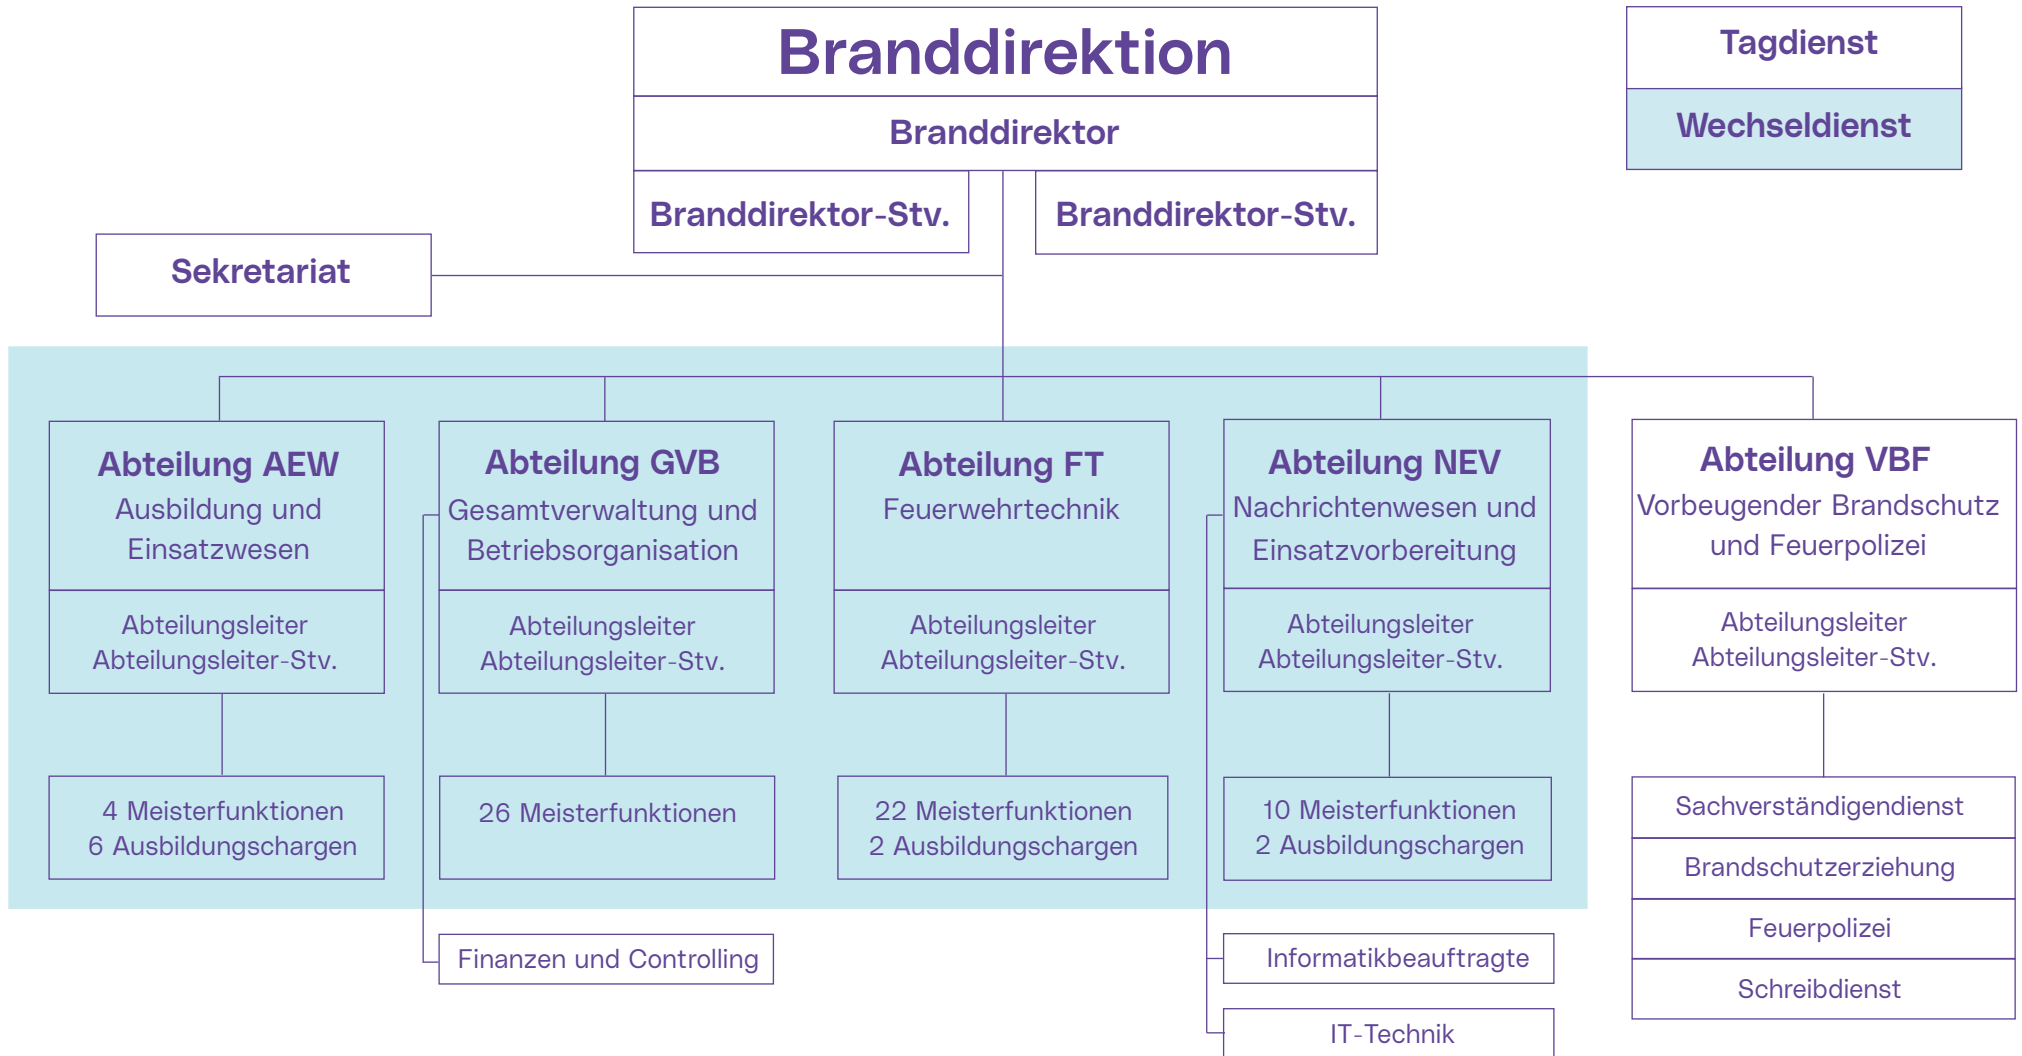 Branddirektion
Branddirektor
Branddirektor-Stv.
Branddirektor-Stv.
Tagdienst
Wechseldienst
Sekretariat
Abteilung AEW
Ausbildung und
Einsatzwesen
Abteilungsleiter
Abteilungsleiter-Stv.
4 Meisterfunktionen
6 Ausbildungschargen
Abteilung GVB
Gesamtverwaltung und
Betriebsorganisation
Abteilungsleiter
Abteilungsleiter-Stv.
26 Meisterfunktionen
Finanzen und Controlling
Abteilung FT
Feuerwehrtechnik
Abteilungsleiter
Abteilungsleiter-Stv.
22 Meisterfunktionen
2 Ausbildungschargen
Abteilung NEV
Nachrichtenwesen und
Einsatzvorbereitung
Abteilungsleiter
Abteilungsleiter-Stv.
10 Meisterfunktionen
2 Ausbildungschargen
Informatikbeauftragte
IT-Technik
Abteilung VBF
Vorbeugender Brandschutz
und Feuerpolizei
Abteilungsleiter
Abteilungsleiter-Stv.
Sachverständigendienst
Brandschutzerziehung
Feuerpolizei
Schreibdienst